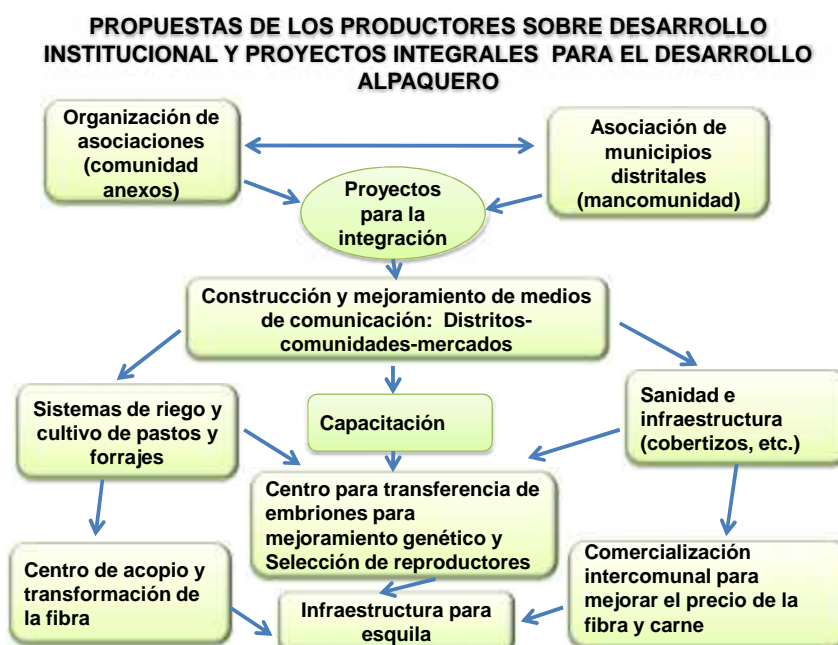 PROPUESTAS DE LOS PRODUCTORES SOBRE DESARROLLO
INSTITUCIONAL Y PROYECTOS INTEGRALES PARA EL DESARROLLO
ALPAQUERO
Organización de
asociaciones
(comunidad
anexos)
Asociación de
municipios
distritales
(mancomunidad)
Proyectos
para la
integración
Construcción y mejoramiento de medios
de comunicación: Distritos-
comunidades-mercados
Sistemas de riego y
cultivo de pastos y
forrajes
Capacitación
Sanidad e
infraestructura
(cobertizos, etc.)
Centro para transferencia de
embriones para
mejoramiento genético y
Selección de reproductores
Centro de acopio y
transformación de
la fibra
Comercialización
intercomunal para
mejorar el precio de la
fibra y carne
Infraestructura para
esquila